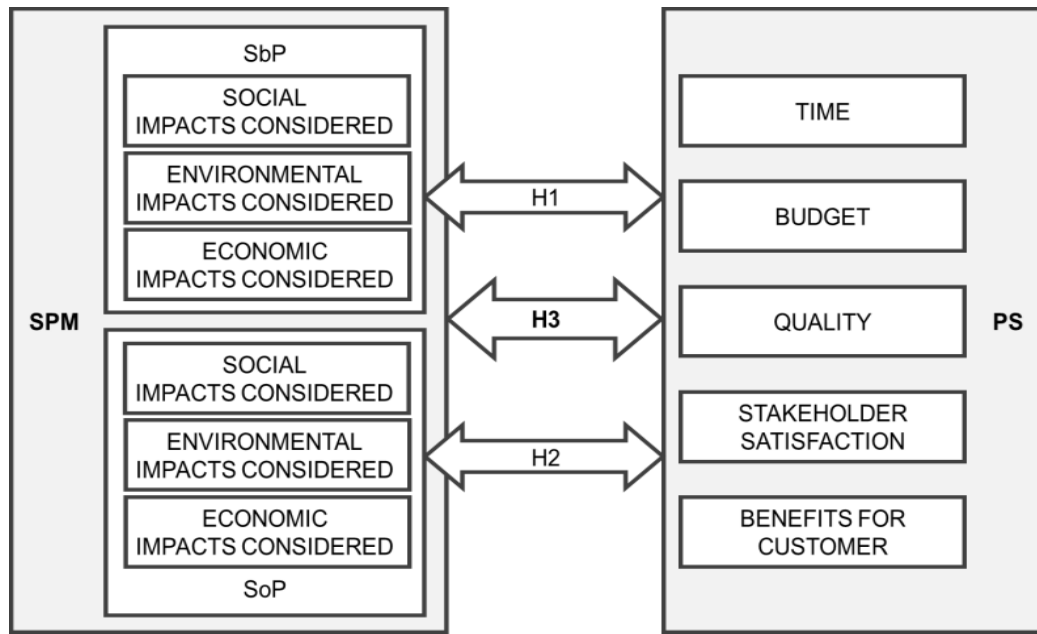 SbP
SOCIAL
IMPACTS CONSIDERED
ENVIRONMENTAL
IMPACTS CONSIDERED
ECONOMIC
IMPACTS CONSIDERED
SPM
SOCIAL
IMPACTS CONSIDERED
ENVIRONMENTAL
IMPACTS CONSIDERED
ECONOMIC
IMPACTS CONSIDERED
SoP
H1
H3
H2
TIME
BUDGET
QUALITY
PS
STAKEHOLDER
SATISFACTION
BENEFITS FOR
CUSTOMER